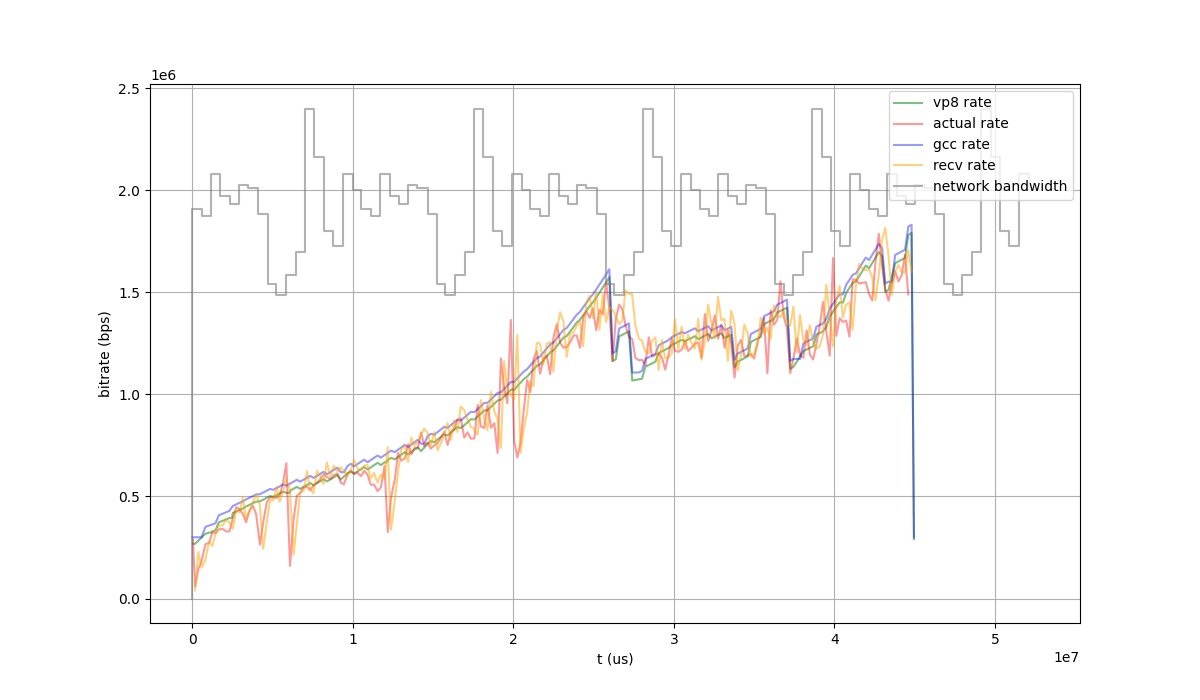 1e6
2.5
2.0
1.5
1.0
0.5
0.0
bitrate (bps)
vp8 rate
actual rate
gcc rate
recv rate
network bandwidth
0 1 2 3 4 5
t (us)
1e7